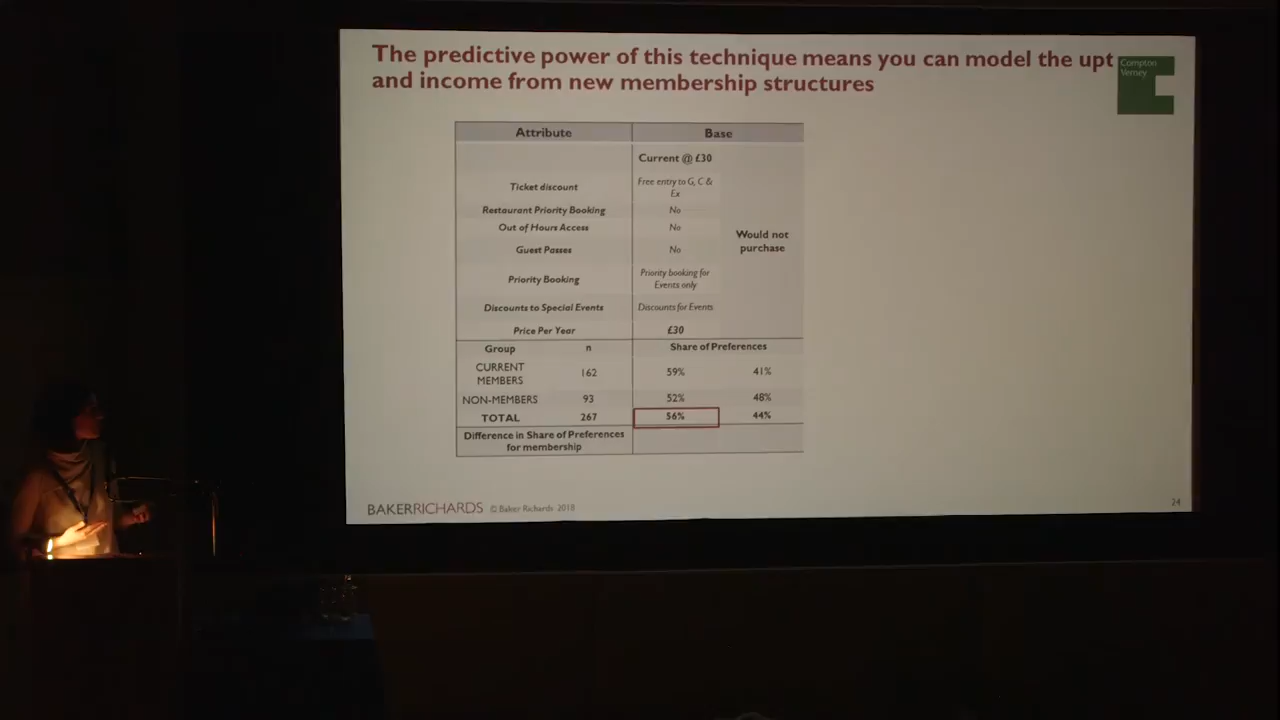 The predictive power of this technique means you can model the upt
and income from new membership structures
Compton
Verney
Attribute Base
Current @ £30
Ticket discount Free entry to G, C &
Ex
Restaurant Priority Booking No
Out of Hours Access No
Would not
purchase
Guest Passes No
Priority Booking Priority booking for
Events only
Discounts to Special Events Discounts for Events
Price Per Year £30
Group n Share of Preferences
CURRENT
MEMBERS 162 59% 41%
NON-MEMBERS 93 52% 48%
TOTAL 267 56% 44%
Difference in Share of Preferences
for membership
BAKERRICHARDS © Baker Richards 2018
24